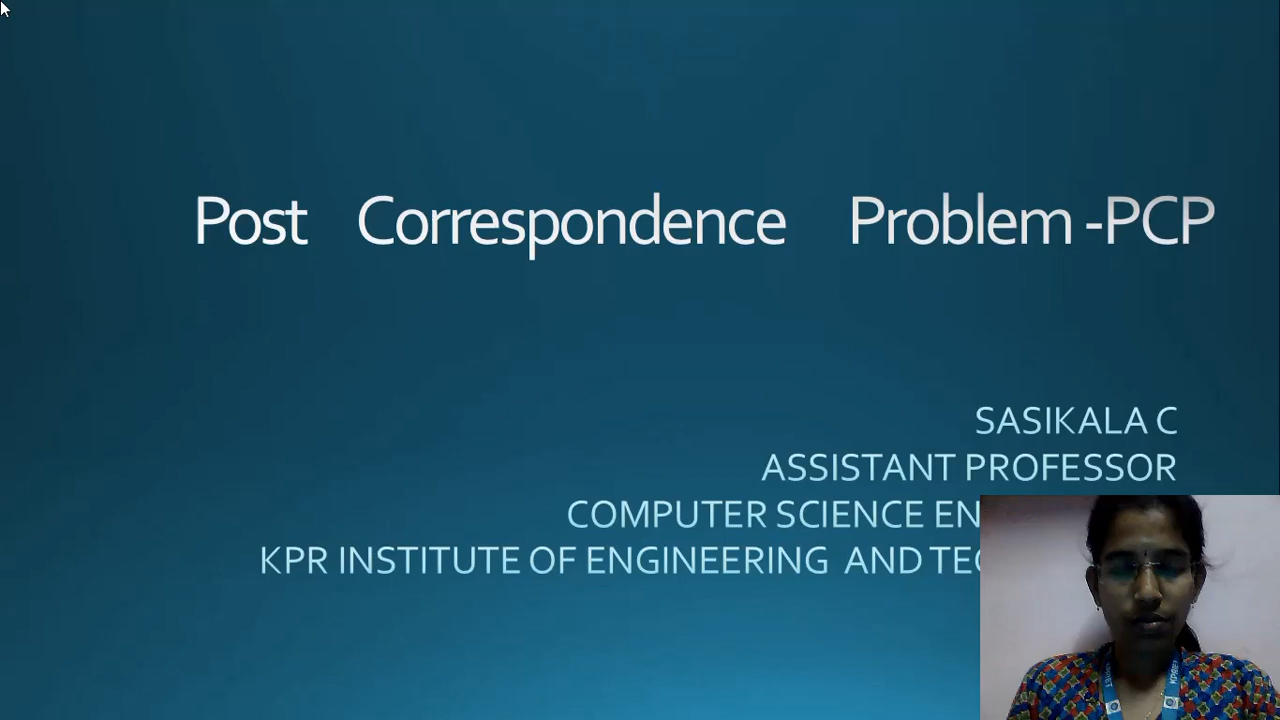 Post Correspondence Problem -PCP
SASIKALA C
ASSISTANT PROFESSOR
COMPUTER SCIENCE EN
KPR INSTITUTE OF ENGINEERING AND TEC